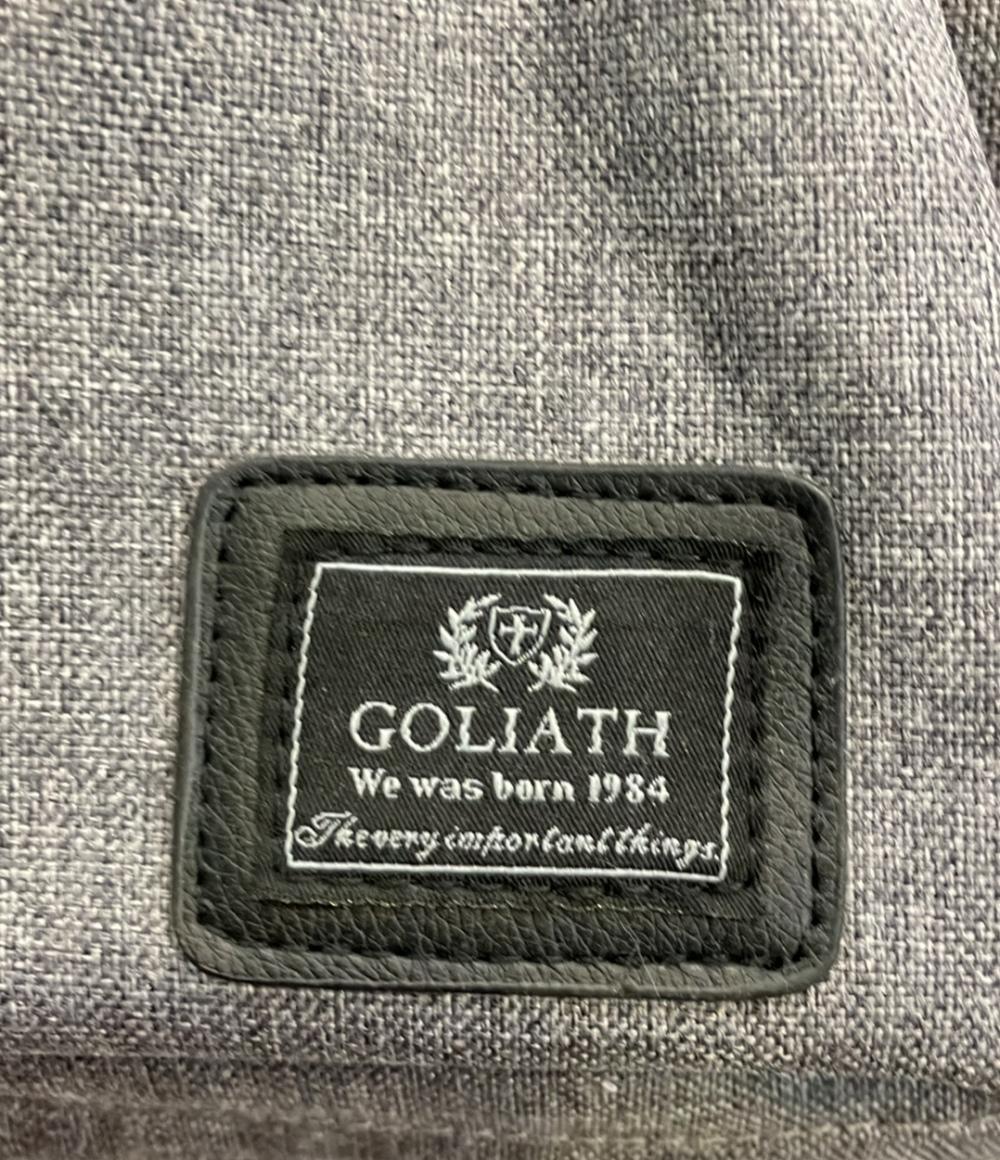 GOLIATH
We was born 1984
The very important things.